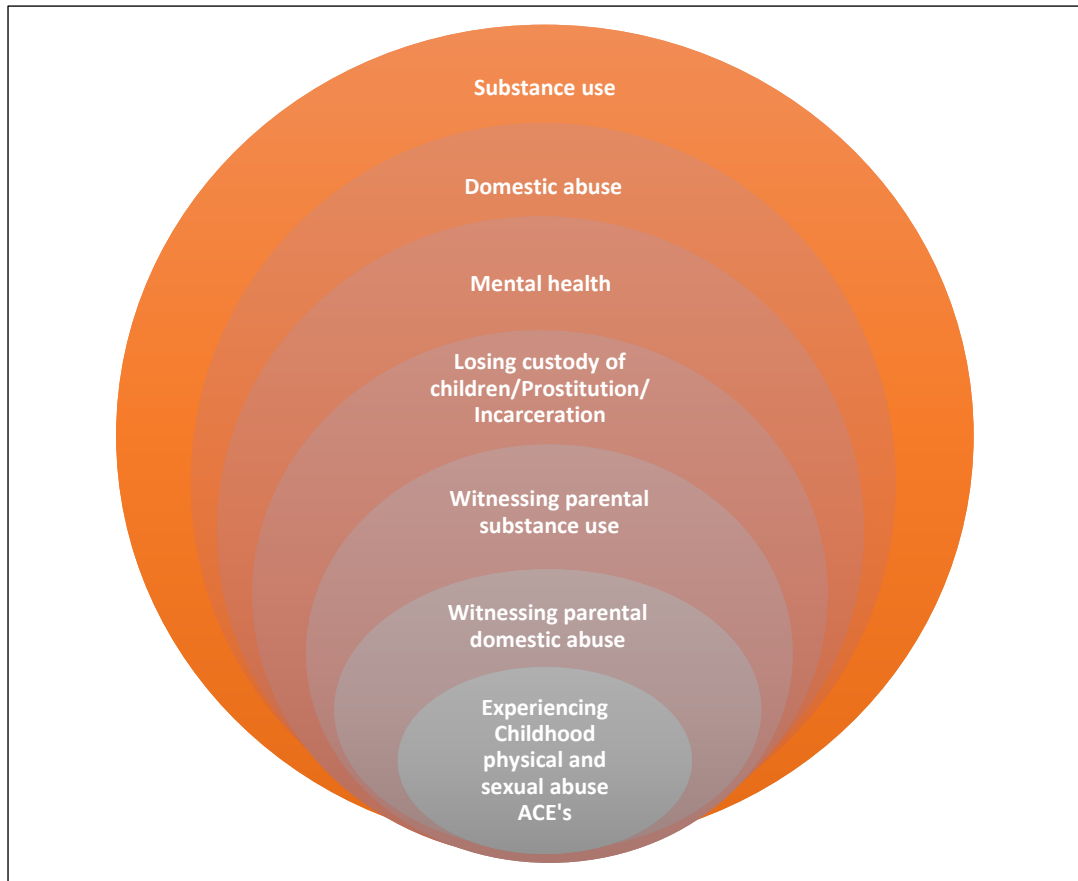 Substance use
Domestic abuse
Mental health
Losing custody of
children/Prostitution/
Incarceration
Witnessing parental
substance use
Witnessing parental
domestic abuse
Experiencing
Childhood
physical and
sexual abuse
ACE's